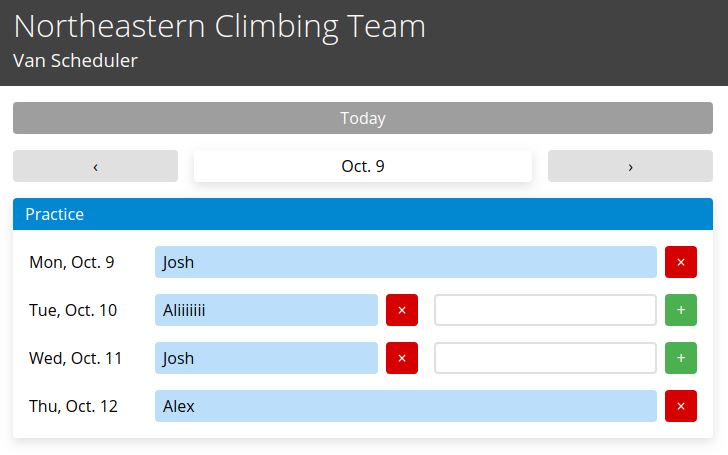 Northeastern Climbing Team
Van Scheduler
Today
‹ Oct. 9 ›
Practice
Mon, Oct. 9 Josh ×
Tue, Oct. 10 Aliiiiiii × +
Wed, Oct. 11 Josh × +
Thu, Oct. 12 Alex ×